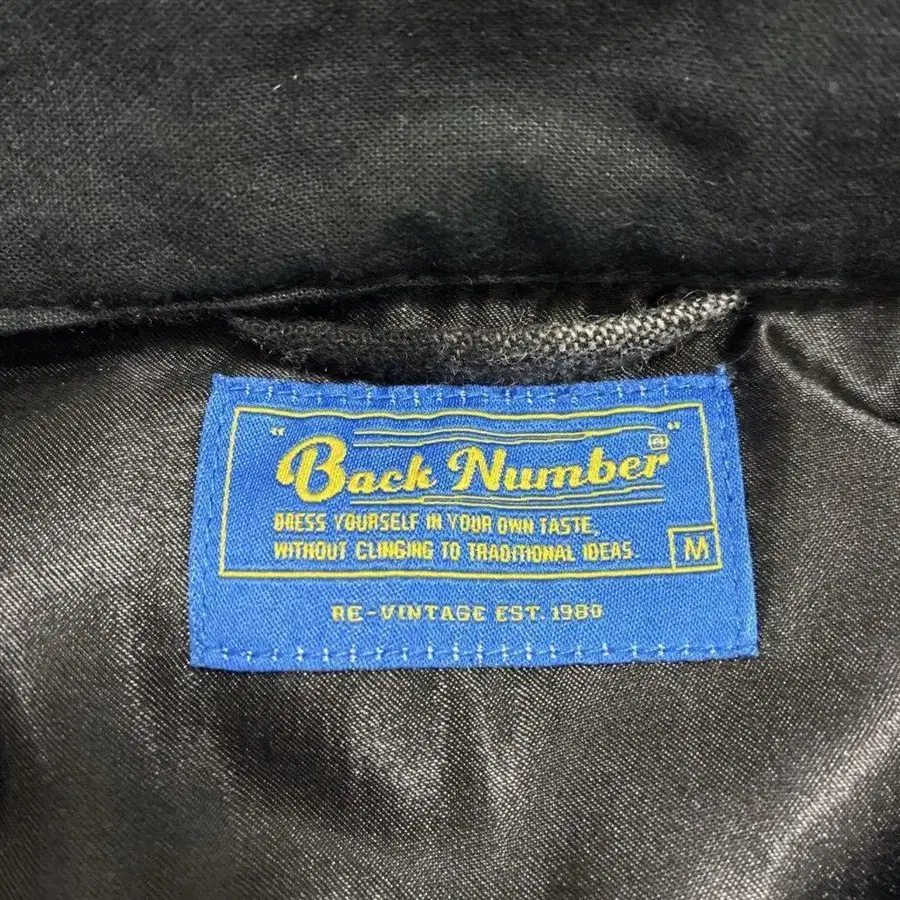 "Back Number"
DRESS YOURSELF IN YOUR OWN TASTE,
WITHOUT CLINGING TO TRADITIONAL IDEAS.
M
RE-VINTAGE EST. 1980